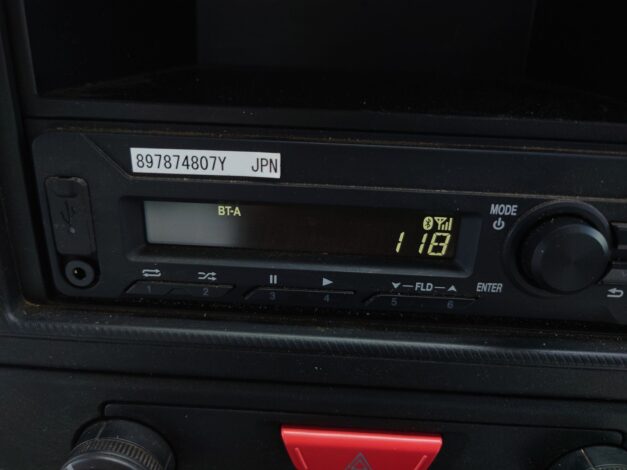 897874807Y JPN
BT-A
118
MODE
1 2 3 4 5 FLD 6 ENTER